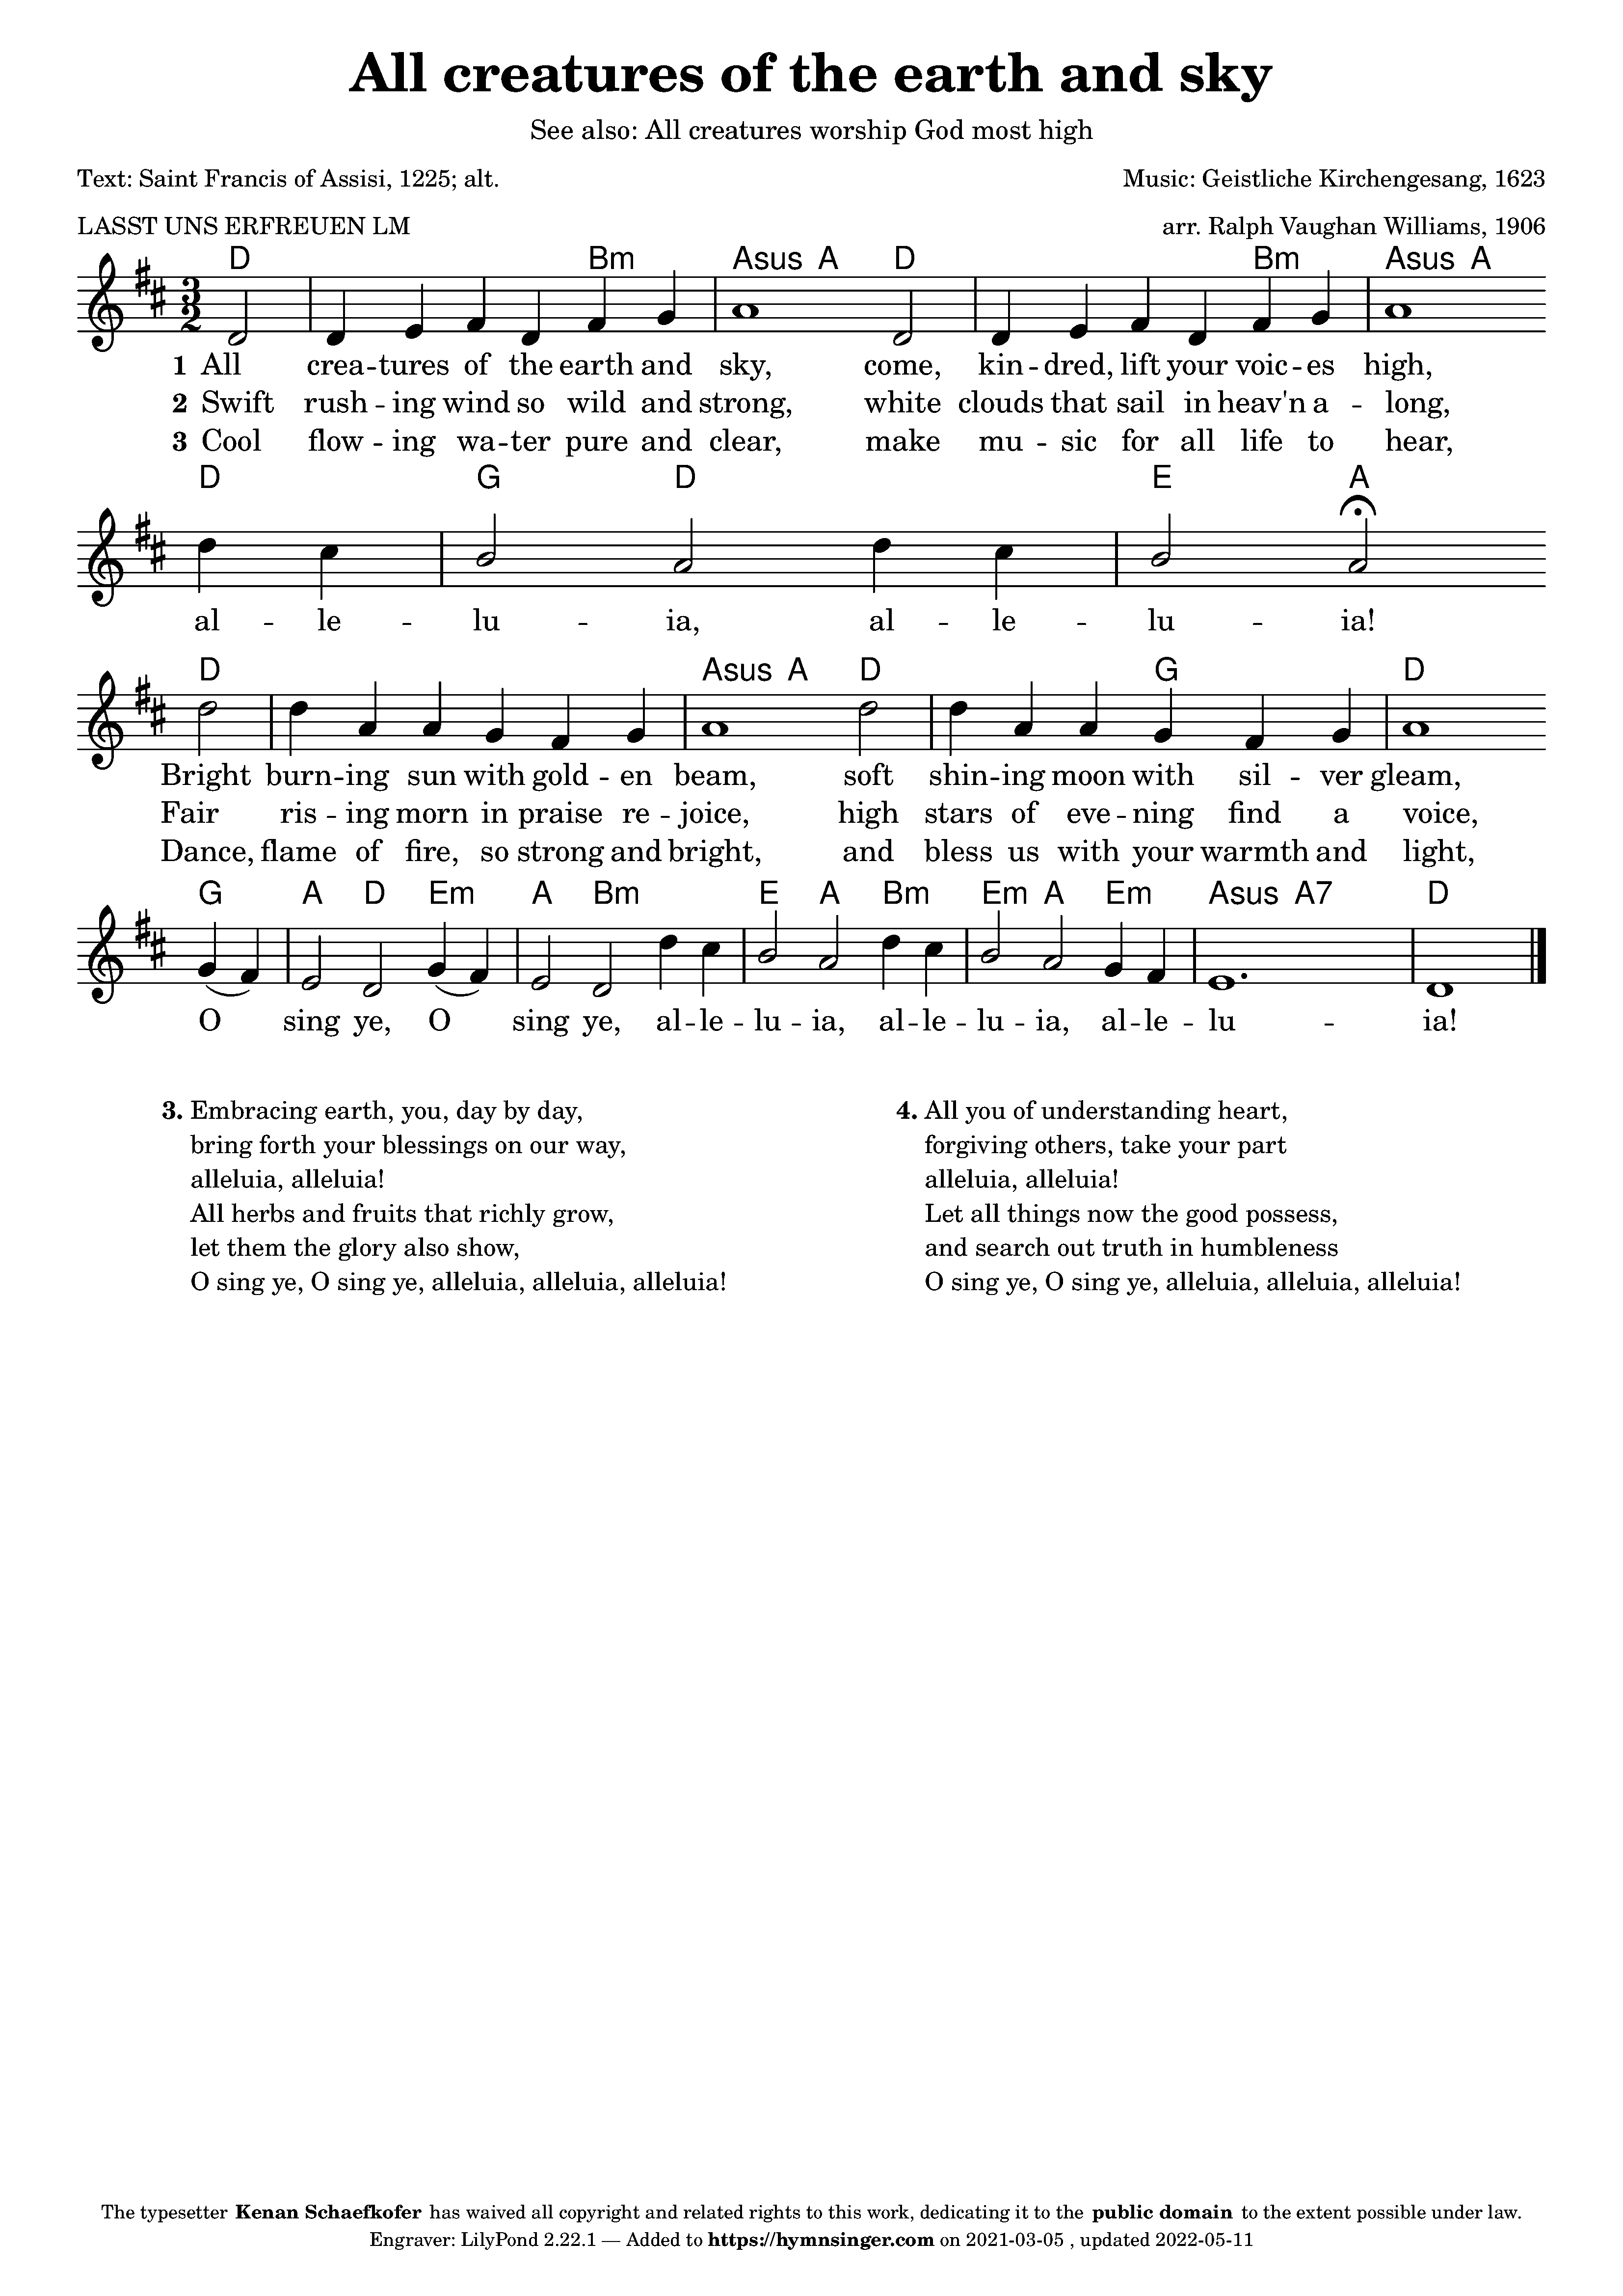 All creatures of the earth and sky
See also: All creatures worship God most high
Text: Saint Francis of Assisi, 1225; alt.
Music: Geistliche Kirchengesang, 1623
LASST UNS ERFREUEN LM
arr. Ralph Vaughan Williams, 1906
D Bm Asus A D Bm Asus A
3
2
1 All crea -- tures of the earth and sky, come, kin -- dred, lift your voic -- es high,
2 Swift rush -- ing wind so wild and strong, white clouds that sail in heav'n a -- long,
3 Cool flow -- ing wa -- ter pure and clear, make mu -- sic for all life to hear,
D G D E A
al -- le -- lu -- ia, al -- le -- lu -- ia!
D Asus A D G D
Bright burn -- ing sun with gold -- en beam, soft shin -- ing moon with sil -- ver gleam,
Fair ris -- ing morn in praise re -- joice, high stars of eve -- ning find a voice,
Dance, flame of fire, so strong and bright, and bless us with your warmth and light,
G A D Em A Bm E A Bm Em A Em Asus A7 D
O sing ye, O sing ye, al -- le -- lu -- ia, al -- le -- lu -- ia, al -- le -- lu -- ia!
3. Embracing earth, you, day by day,
bring forth your blessings on our way,
alleluia, alleluia!
All herbs and fruits that richly grow,
let them the glory also show,
O sing ye, O sing ye, alleluia, alleluia, alleluia!
4. All you of understanding heart,
forgiving others, take your part
alleluia, alleluia!
Let all things now the good possess,
and search out truth in humbleness
O sing ye, O sing ye, alleluia, alleluia, alleluia!
The typesetter Kenan Schaefkofer has waived all copyright and related rights to this work, dedicating it to the public domain to the extent possible under law.
Engraver: LilyPond 2.22.1 — Added to https://hymnsinger.com on 2021-03-05 , updated 2022-05-11